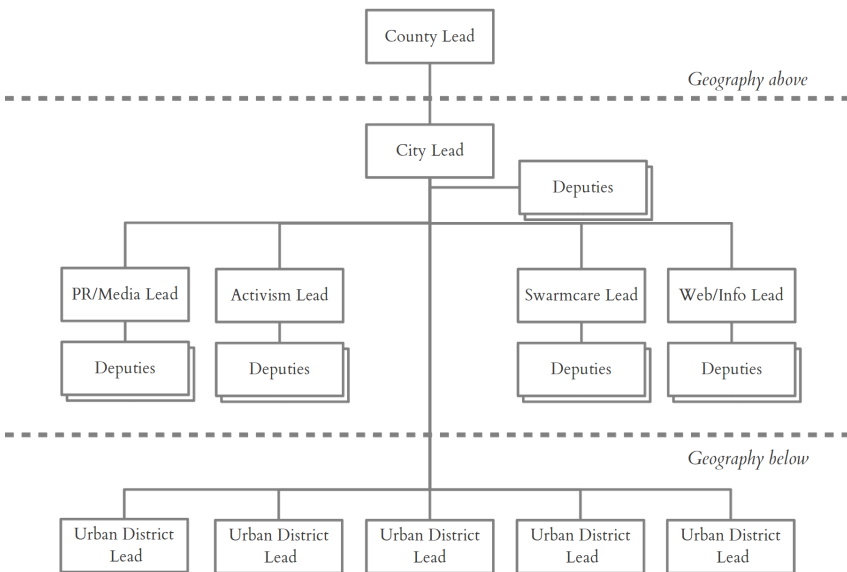 County Lead
Geography above
City Lead
Deputies
PR/Media Lead
Activism Lead
Swarmcare Lead
Web/Info Lead
Deputies
Deputies
Deputies
Deputies
Geography below
Urban District
Lead
Urban District
Lead
Urban District
Lead
Urban District
Lead
Urban District
Lead